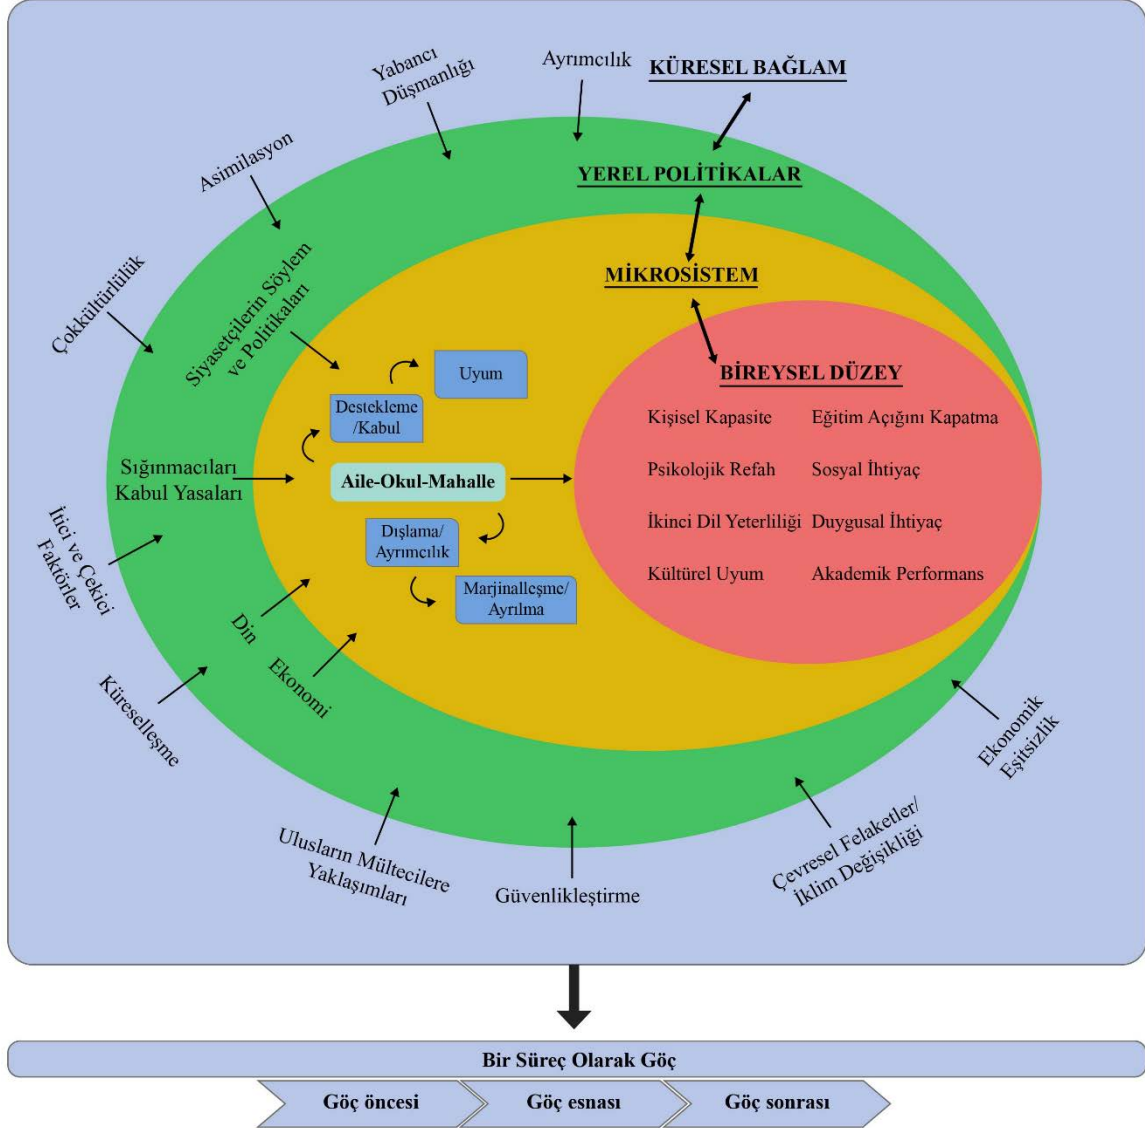 Yabancı
Düşmanlığı
Ayrımcılık
KÜRESEL BAĞLAM
Asimilasyon
YEREL POLİTİKALAR
Çokkültürlülük
Siyasetçilerin Söylem
ve Politikaları
MİKROSİSTEM
Uyum
Destekleme
/Kabul
BİREYSEL DÜZEY
Kişisel Kapasite
Eğitim Açığını Kapatma
Psikolojik Refah
Sosyal İhtiyaç
İkinci Dil Yeterliliği
Duygusal İhtiyaç
Kültürel Uyum
Akademik Performans
Sığınmacıları
Kabul Yasaları
Aile-Okul-Mahalle
Dışlama/
Ayrımcılık
Marjinalleşme/
Ayrılma
İtici ve Çekici
Faktörler
Din
Ekonomi
Küreselleşme
Ulusların Mültecilere
Yaklaşımları
Güvenlikleştirme
Çevresel Felaketler/
İklim Değişikliği
Ekonomik
Eşitsizlik
Bir Süreç Olarak Göç
Göç öncesi
Göç esnası
Göç sonrası